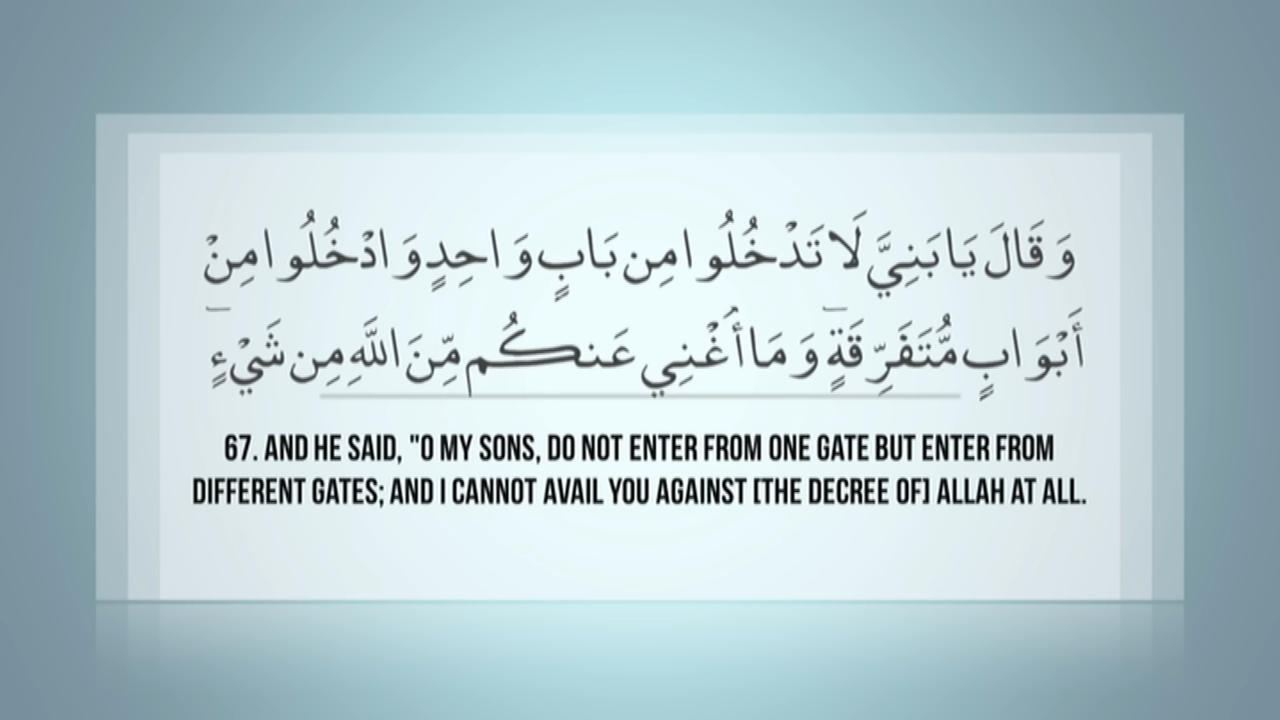 وَقَالَ يَا بَنِيَّ لَا تَدْخُلُوا مِن بَابٍ وَاحِدٍ وَادْخُلُوا مِنْ
أَبْوَابٍ مُّتَفَرِّقَةٍ ۖ وَمَا أُغْنِي عَنكُم مِّنَ اللَّهِ مِن شَيْءٍ ۖ
67. AND HE SAID, "O MY SONS, DO NOT ENTER FROM ONE GATE BUT ENTER FROM
DIFFERENT GATES; AND I CANNOT AVAIL YOU AGAINST [THE DECREE OF] ALLAH AT ALL.